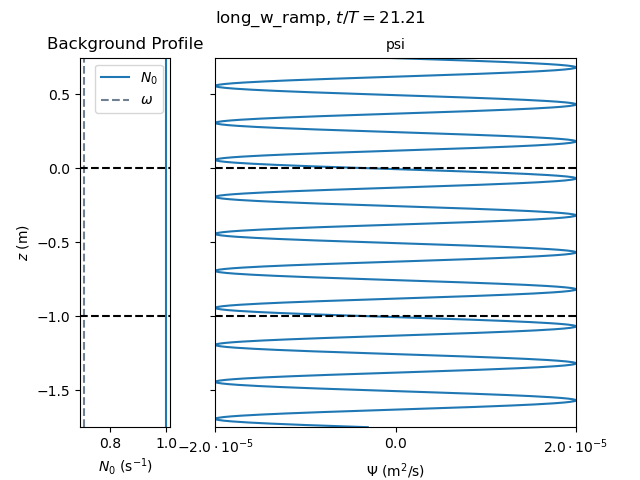 long_w_ramp, t/T = 21.21
Background Profile
psi
N₀
ω
0.5
0.0
−0.5
−1.0
−1.5
z (m)
0.8
1.0
−2.0 · 10⁻⁵
0.0
2.0 · 10⁻⁵
N₀ (s⁻¹)
Ψ (m²/s)